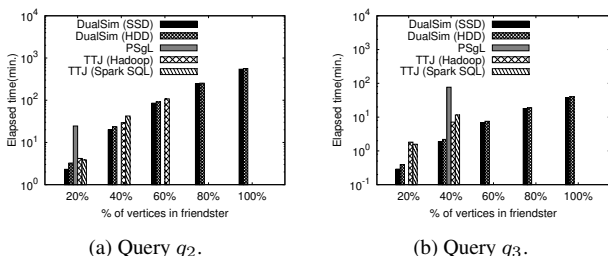 10^4
10^3
10^2
10^1
10^0
Elapsed time(min.)
DualSim (SSD)
DualSim (HDD)
PSgL
TTJ (Hadoop)
TTJ (Spark SQL)
20% 40% 60% 80% 100%
% of vertices in friendster
(a) Query q2.
10^4
10^3
10^2
10^1
10^0
10^-1
Elapsed time(min.)
DualSim (SSD)
DualSim (HDD)
PSgL
TTJ (Hadoop)
TTJ (Spark SQL)
20% 40% 60% 80% 100%
% of vertices in friendster
(b) Query q3.